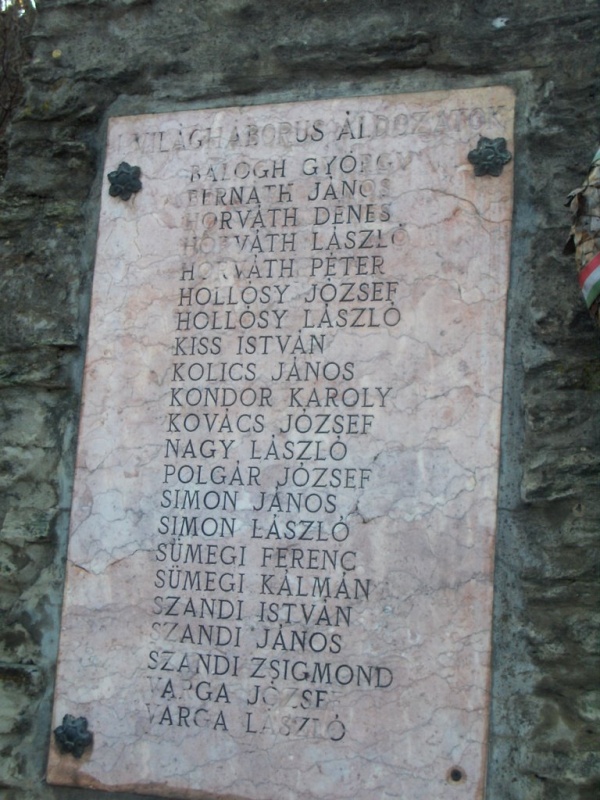 VILÁGHÁBORUS ÁLDOZATOK
BALOGH GYÖRGY
BERNÁTH JÁNOS
HORVÁTH DÉNES
HORVÁTH LÁSZLÓ
HORVÁTH PÉTER
HOLLÓSY JÓZSEF
HOLLÓSY LÁSZLÓ
KISS ISTVÁN
KOLICS JÁNOS
KONDOR KAROLY
KOVÁCS JÓZSEF
NAGY LÁSZLÓ
POLGÁR JÓZSEF
SIMON JÁNOS
SIMON LÁSZLÓ
SÜMEGI FERENC
SÜMEGI KÁLMÁN
SZANDI ISTVÁN
SZANDI JÁNOS
SZANDI ZSIGMOND
VARGA JÓZSEF
VARGA LÁSZLÓ